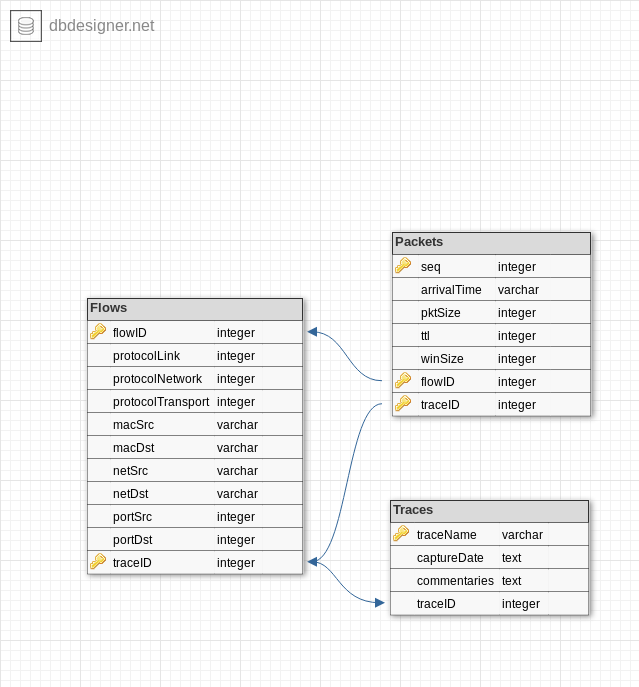 dbdesigner.net
Packets
seq integer
arrivalTime varchar
pktSize integer
ttl integer
winSize integer
flowID integer
traceID integer
Flows
flowID integer
protocolLink integer
protocolNetwork integer
protocolTransport integer
macSrc varchar
macDst varchar
netSrc varchar
netDst varchar
portSrc integer
portDst integer
traceID integer
Traces
traceName varchar
captureDate text
commentaries text
traceID integer